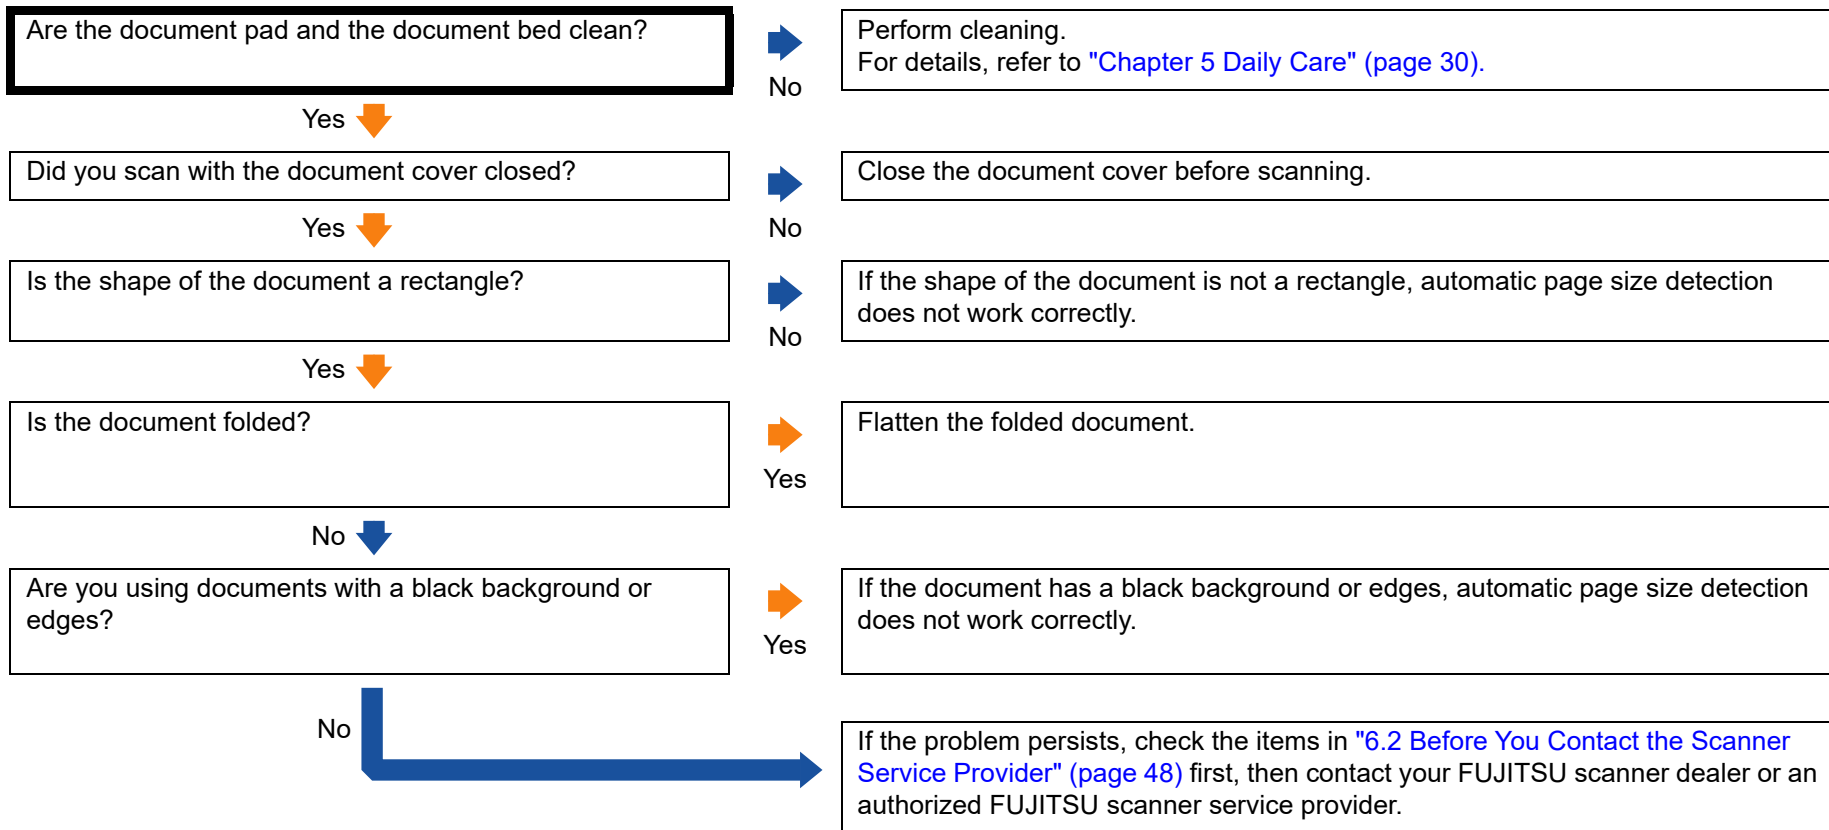 Are the document pad and the document bed clean?
No
Perform cleaning.
For details, refer to "Chapter 5 Daily Care" (page 30).
Yes
Did you scan with the document cover closed?
No
Close the document cover before scanning.
Yes
Is the shape of the document a rectangle?
No
If the shape of the document is not a rectangle, automatic page size detection
does not work correctly.
Yes
Is the document folded?
Yes
Flatten the folded document.
No
Are you using documents with a black background or
edges?
Yes
If the document has a black background or edges, automatic page size detection
does not work correctly.
No
If the problem persists, check the items in "6.2 Before You Contact the Scanner
Service Provider" (page 48) first, then contact your FUJITSU scanner dealer or an
authorized FUJITSU scanner service provider.